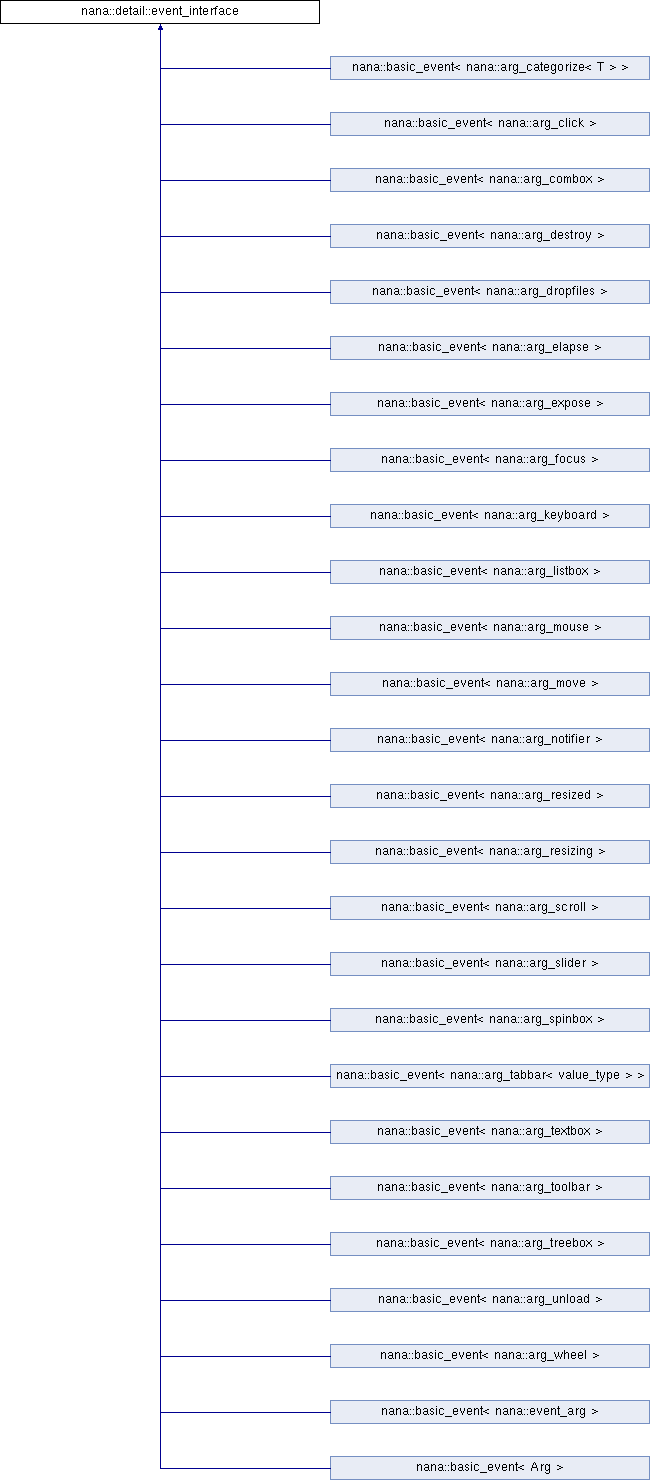 nana::detail::event_interface
nana::basic_event< nana::arg_categorize< T > >
nana::basic_event< nana::arg_click >
nana::basic_event< nana::arg_combox >
nana::basic_event< nana::arg_destroy >
nana::basic_event< nana::arg_dropfiles >
nana::basic_event< nana::arg_elapse >
nana::basic_event< nana::arg_expose >
nana::basic_event< nana::arg_focus >
nana::basic_event< nana::arg_keyboard >
nana::basic_event< nana::arg_listbox >
nana::basic_event< nana::arg_mouse >
nana::basic_event< nana::arg_move >
nana::basic_event< nana::arg_notifier >
nana::basic_event< nana::arg_resized >
nana::basic_event< nana::arg_resizing >
nana::basic_event< nana::arg_scroll >
nana::basic_event< nana::arg_slider >
nana::basic_event< nana::arg_spinbox >
nana::basic_event< nana::arg_tabbar< value_type > >
nana::basic_event< nana::arg_textbox >
nana::basic_event< nana::arg_toolbar >
nana::basic_event< nana::arg_treebox >
nana::basic_event< nana::arg_unload >
nana::basic_event< nana::arg_wheel >
nana::basic_event< nana::event_arg >
nana::basic_event< Arg >